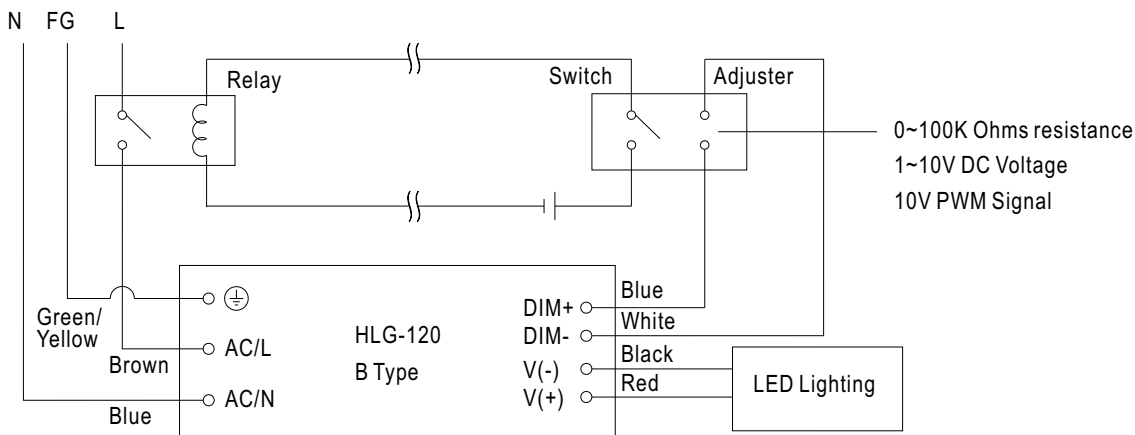 N FG L
Relay
Switch
Adjuster
0~100K Ohms resistance
1~10V DC Voltage
10V PWM Signal
Green/
Yellow
Brown
Blue
AC/L
AC/N
HLG-120
B Type
DIM+
DIM-
V(-)
V(+)
Blue
White
Black
Red
LED Lighting